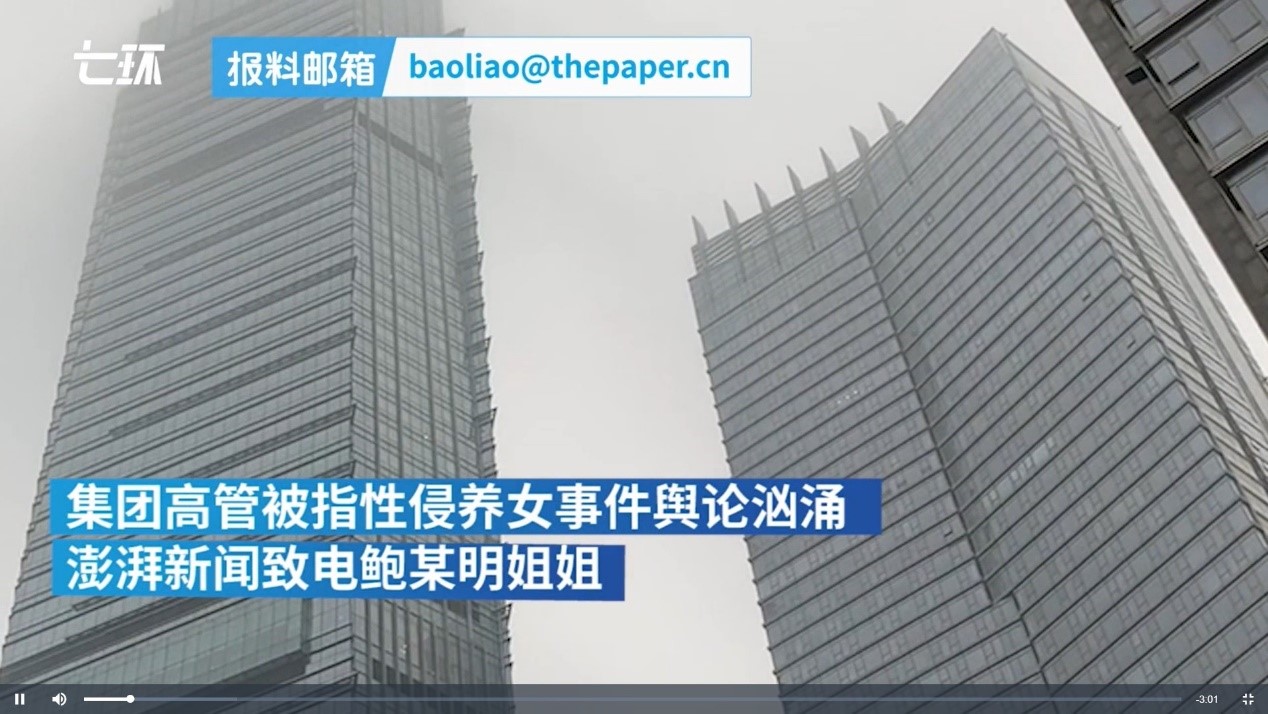 七环
报料邮箱 baoliao@thepaper.cn
集团高管被指性侵养女事件舆论汹涌
澎湃新闻致电鲍某明姐姐
-3:01